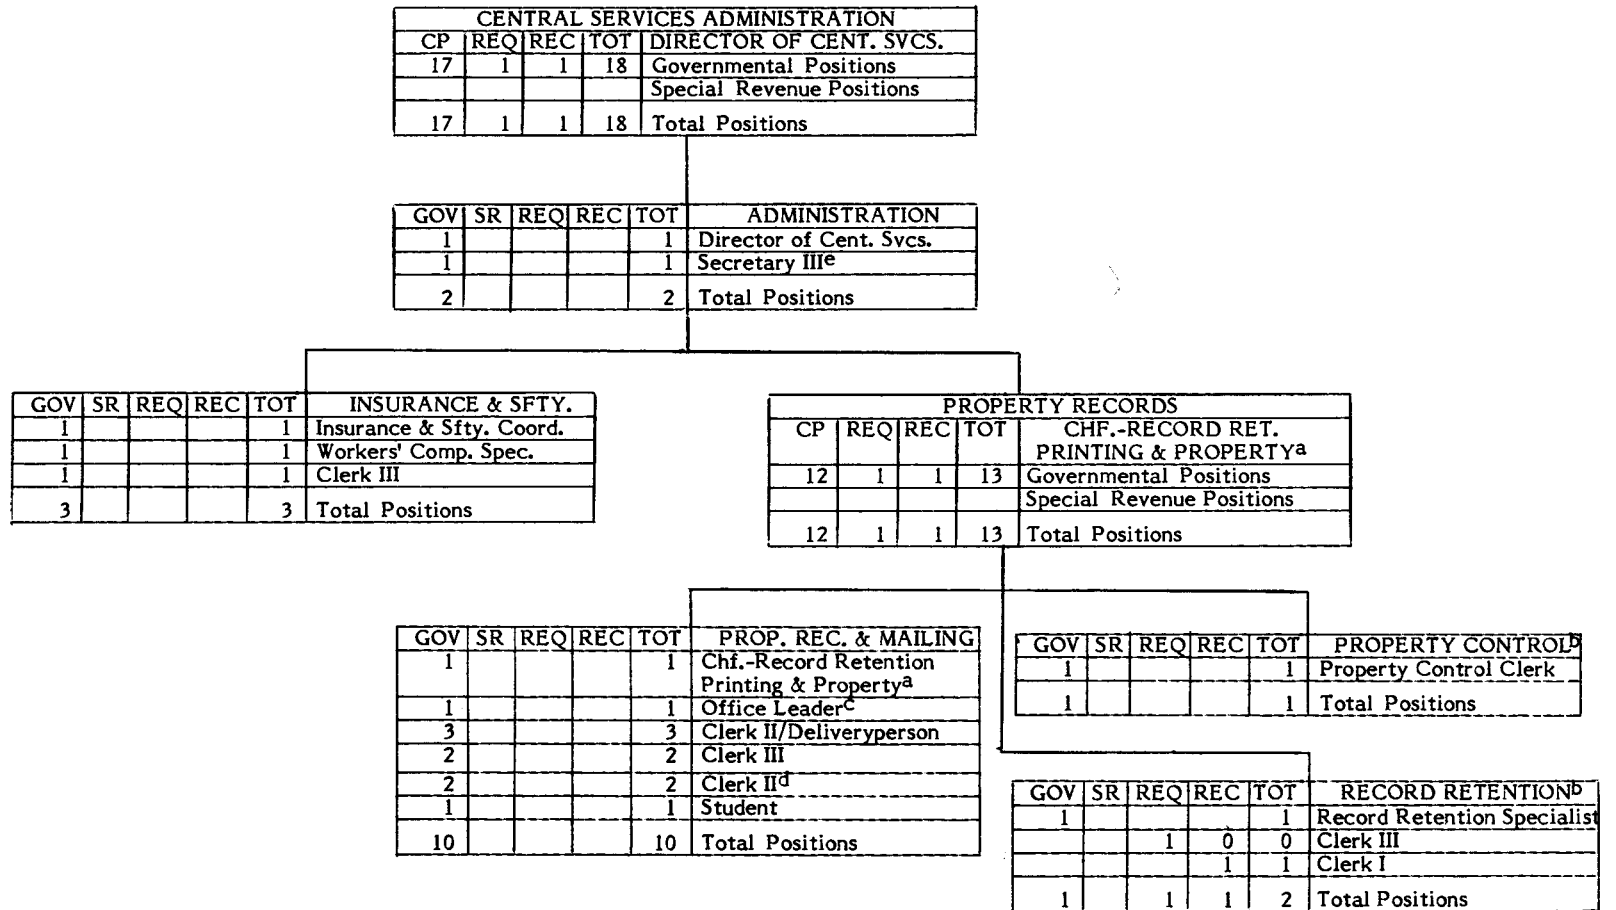 CENTRAL SERVICES ADMINISTRATION
CP REQ REC TOT DIRECTOR OF CENT. SVCS.
17 1 1 18 Governmental Positions
Special Revenue Positions
17 1 1 18 Total Positions
GOV SR REQ REC TOT ADMINISTRATION
1 1 Director of Cent. Svcs.
1 1 Secretary IIIe
2 2 Total Positions
GOV SR REQ REC TOT INSURANCE & SFTY.
1 1 Insurance & Sfty. Coord.
1 1 Workers' Comp. Spec.
1 1 Clerk III
3 3 Total Positions
PROPERTY RECORDS
CP REQ REC TOT CHF.-RECORD RET.
PRINTING & PROPERTYa
12 1 1 13 Governmental Positions
Special Revenue Positions
12 1 1 13 Total Positions
GOV SR REQ REC TOT PROP. REC. & MAILING
1 1 Chf.-Record Retention
Printing & Propertya
1 1 Office Leaderc
3 3 Clerk II/Deliveryperson
2 2 Clerk III
2 2 Clerk IId
1 1 Student
10 10 Total Positions
GOV SR REQ REC TOT PROPERTY CONTROLb
1 1 Property Control Clerk
1 1 Total Positions
GOV SR REQ REC TOT RECORD RETENTIONb
1 1 Record Retention Specialist
1 0 0 Clerk III
1 1 Clerk I
1 1 1 2 Total Positions